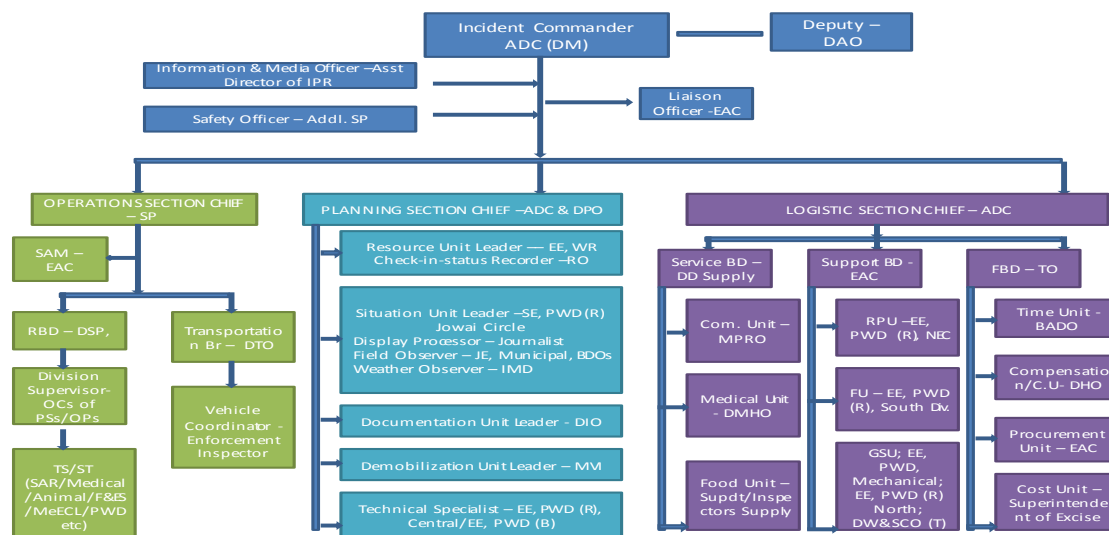 Incident Commander
ADC (DM)
Deputy –
DAO
Information & Media Officer –Asst
Director of IPR
Liaison
Officer -EAC
Safety Officer – Addl. SP
OPERATIONS SECTION CHIEF
– SP
PLANNING SECTION CHIEF –ADC & DPO
LOGISTIC SECTION CHIEF– ADC
SAM –
EAC
RBD – DSP,
Transportatio
n Br – DTO
Division
Supervisor-
OCs of
PSs/OPs
Vehicle
Coordinator -
Enforcement
Inspector
TS/ST
(SAR/Medical
/Animal/F&ES
/MeECL/PWD
etc)
Resource Unit Leader –– EE, WR
Check-in-status Recorder –RO
Situation Unit Leader –SE, PWD (R)
Jowai Circle
Display Processor – Journalist
Field Observer – JE, Municipal, BDOs
Weather Observer – IMD
Documentation Unit Leader - DIO
Demobilization Unit Leader – MVI
Technical Specialist – EE, PWD (R),
Central/EE, PWD (B)
Service BD –
DD Supply
Com. Unit –
MPRO
Medical Unit
- DMHO
Food Unit –
Supdt/Inspe
ctors Supply
Support BD -
EAC
RPU –EE,
PWD (R), NEC
FU – EE, PWD
(R), South Div.
GSU; EE,
PWD,
Mechanical;
EE, PWD (R)
North;
DW&SCO (T)
FBD – TO
Time Unit -
BADO
Compensatio
n/C.U- DHO
Procurement
Unit – EAC
Cost Unit –
Superintende
nt of Excise